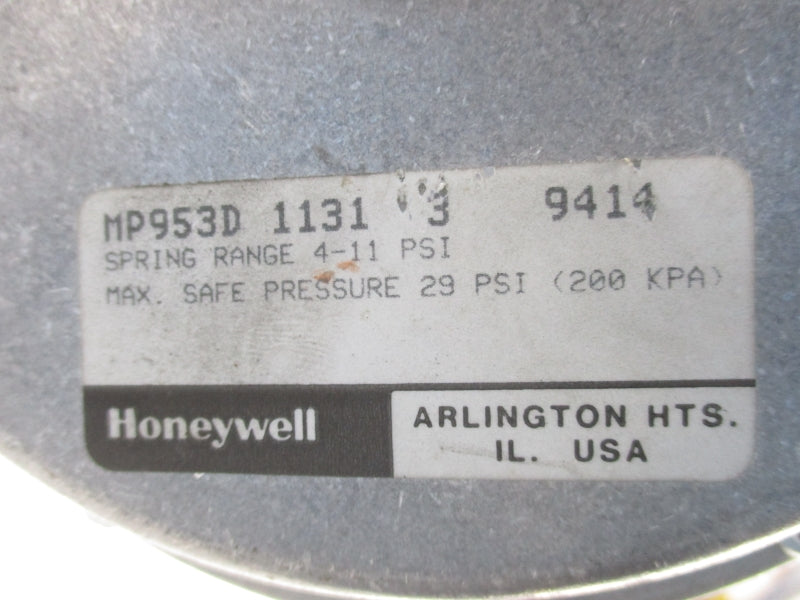 MP953D 1131 3 9414
SPRING RANGE 4-11 PSI
MAX. SAFE PRESSURE 29 PSI (200 KPA)
Honeywell
ARLINGTON HTS.
IL. USA